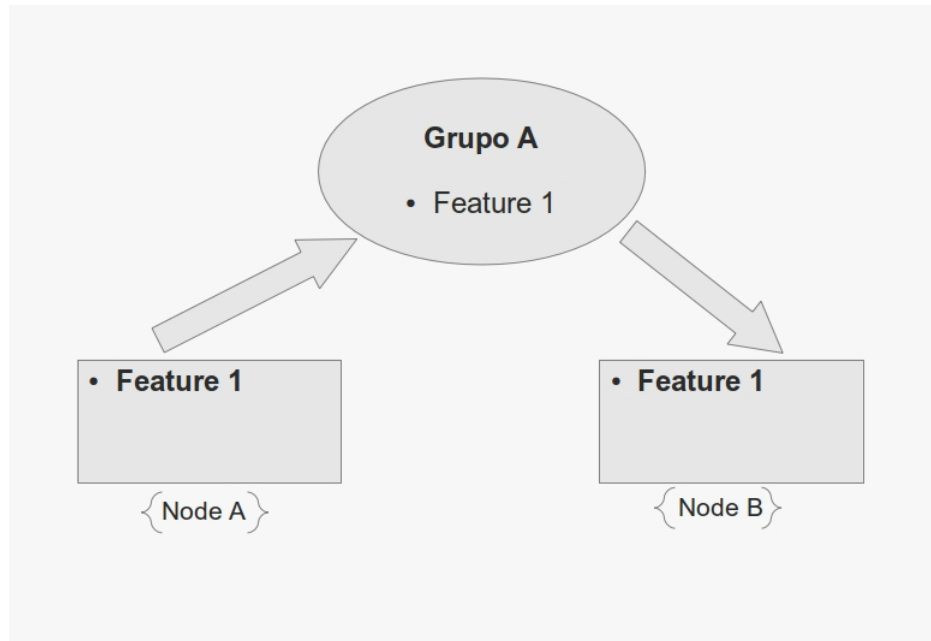 Grupo A
• Feature 1
• Feature 1
• Feature 1
{Node A}
{Node B}